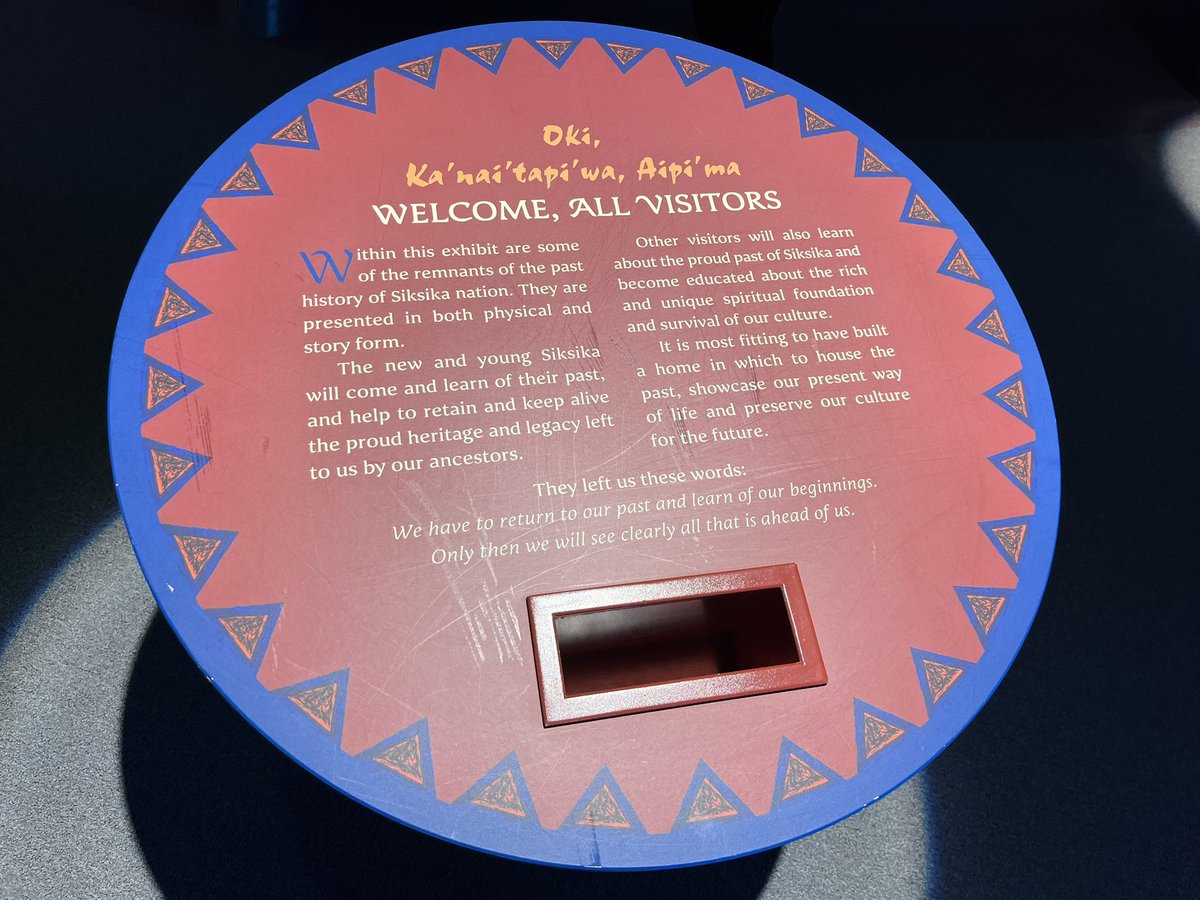 Oki,
Ka'nai'tapi'wa, Aipi'ma
WELCOME, ALL VISITORS
Within this exhibit are some
of the remnants of the past
history of Siksika nation. They are
presented in both physical and
story form.
The new and young Siksika
will come and learn of their past,
and help to retain and keep alive
the proud heritage and legacy left
to us by our ancestors.
Other visitors will also learn
about the proud past of Siksika and
become educated about the rich
and unique spiritual foundation
and survival of our culture.
It is most fitting to have built
a home in which to house the
past, showcase our present way
of life and preserve our culture
for the future.
They left us these words:
We have to return to our past and learn of our beginnings.
Only then we will see clearly all that is ahead of us.